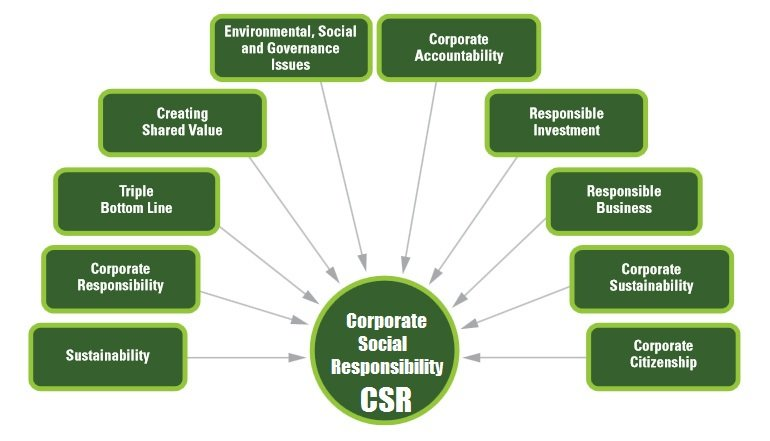 Environmental, Social
and Governance
Issues
Corporate
Accountability
Creating
Shared Value
Responsible
Investment
Triple
Bottom Line
Responsible
Business
Corporate
Responsibility
Corporate
Sustainability
Sustainability
Corporate
Citizenship
Corporate
Social
Responsibility
CSR